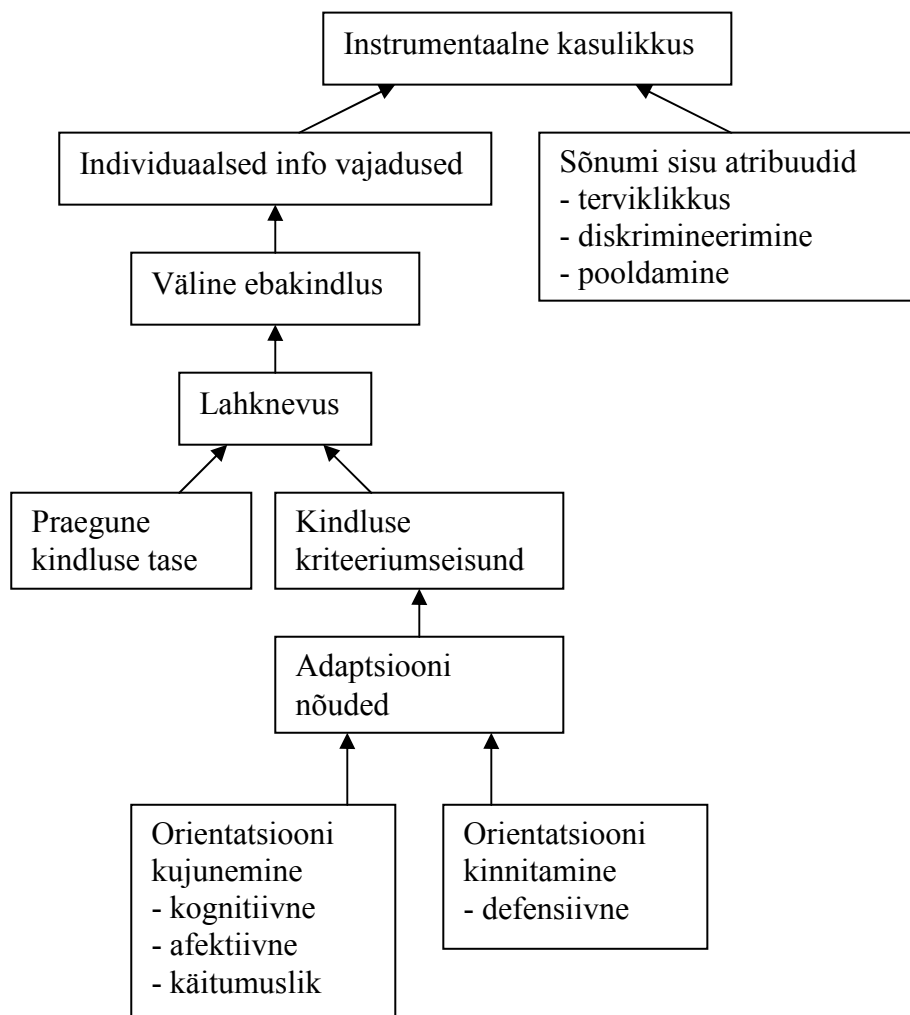 Instrumentaalne kasulikkus
Individuaalsed info vajadused
Sõnumi sisu atribuudid
- terviklikkus
- diskrimineerimine
- pooldamine
Väline ebakindlus
Lahknevus
Praegune
kindluse tase
Kindluse
kriteeriumseisund
Adaptsiooni
nõuded
Orientatsiooni
kujunemine
- kognitiivne
- afektiivne
- käitumuslik
Orientatsiooni
kinnitamine
- defensiivne